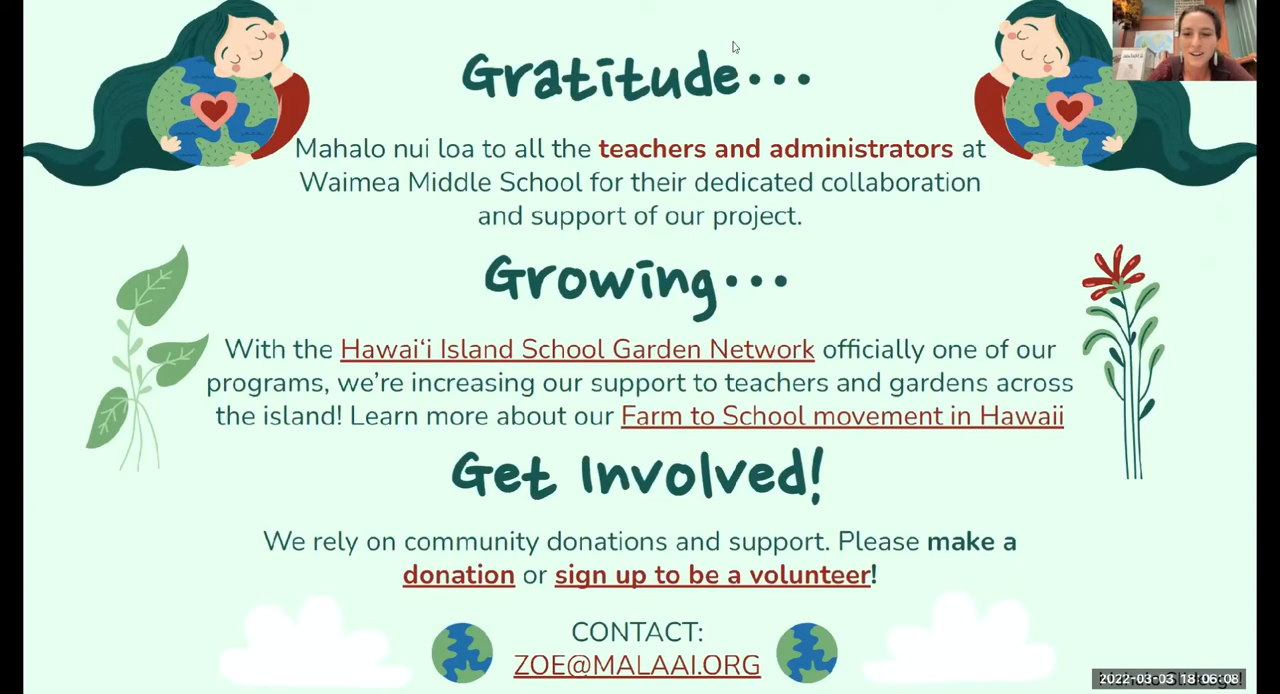 Gratitude...
Mahalo nui loa to all the teachers and administrators at
Waimea Middle School for their dedicated collaboration
and support of our project.
Growing...
With the Hawai‘i Island School Garden Network officially one of our
programs, we’re increasing our support to teachers and gardens across
the island! Learn more about our Farm to School movement in Hawaii
Get Involved!
We rely on community donations and support. Please make a
donation or sign up to be a volunteer!
CONTACT:
ZOE@MALAAI.ORG
2022-03-03 18:06:08